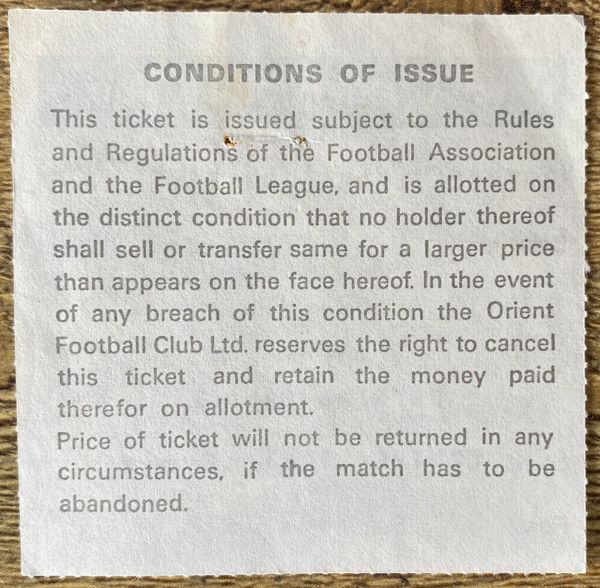 CONDITIONS OF ISSUE
This ticket is issued subject to the Rules
and Regulations of the Football Association
and the Football League, and is allotted on
the distinct condition that no holder thereof
shall sell or transfer same for a larger price
than appears on the face hereof. In the event
of any breach of this condition the Orient
Football Club Ltd. reserves the right to cancel
this ticket and retain the money paid
therefor on allotment.
Price of ticket will not be returned in any
circumstances, if the match has to be
abandoned.